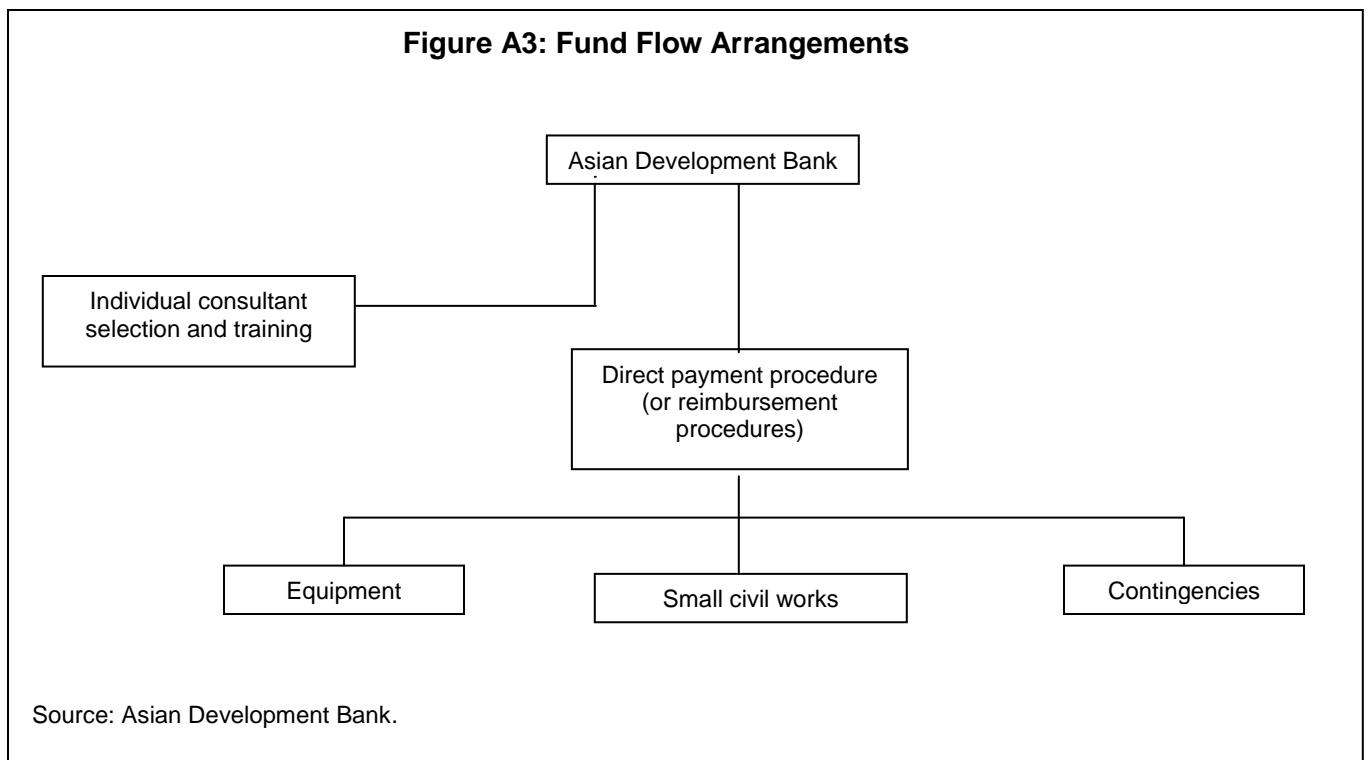 Figure A3: Fund Flow Arrangements
Asian Development Bank
Individual consultant
selection and training
Direct payment procedure
(or reimbursement
procedures)
Equipment
Small civil works
Contingencies
Source: Asian Development Bank.